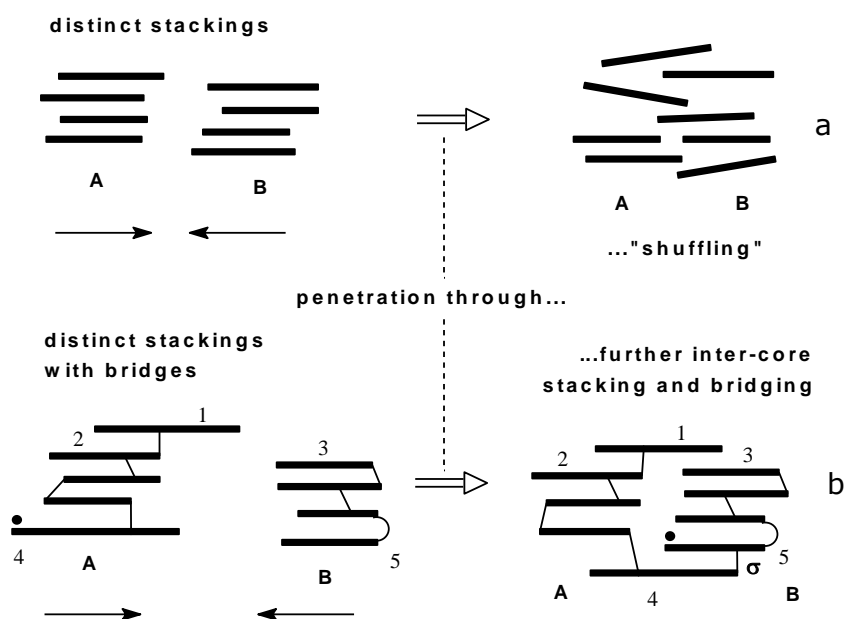 distinct stackings
A
B
a
A
B
..."shuffling"
penetration through...
distinct stackings
with bridges
...further inter-core
stacking and bridging
1
2
3
4
A
B
5
b
1
2
3
σ
5
A
4
B